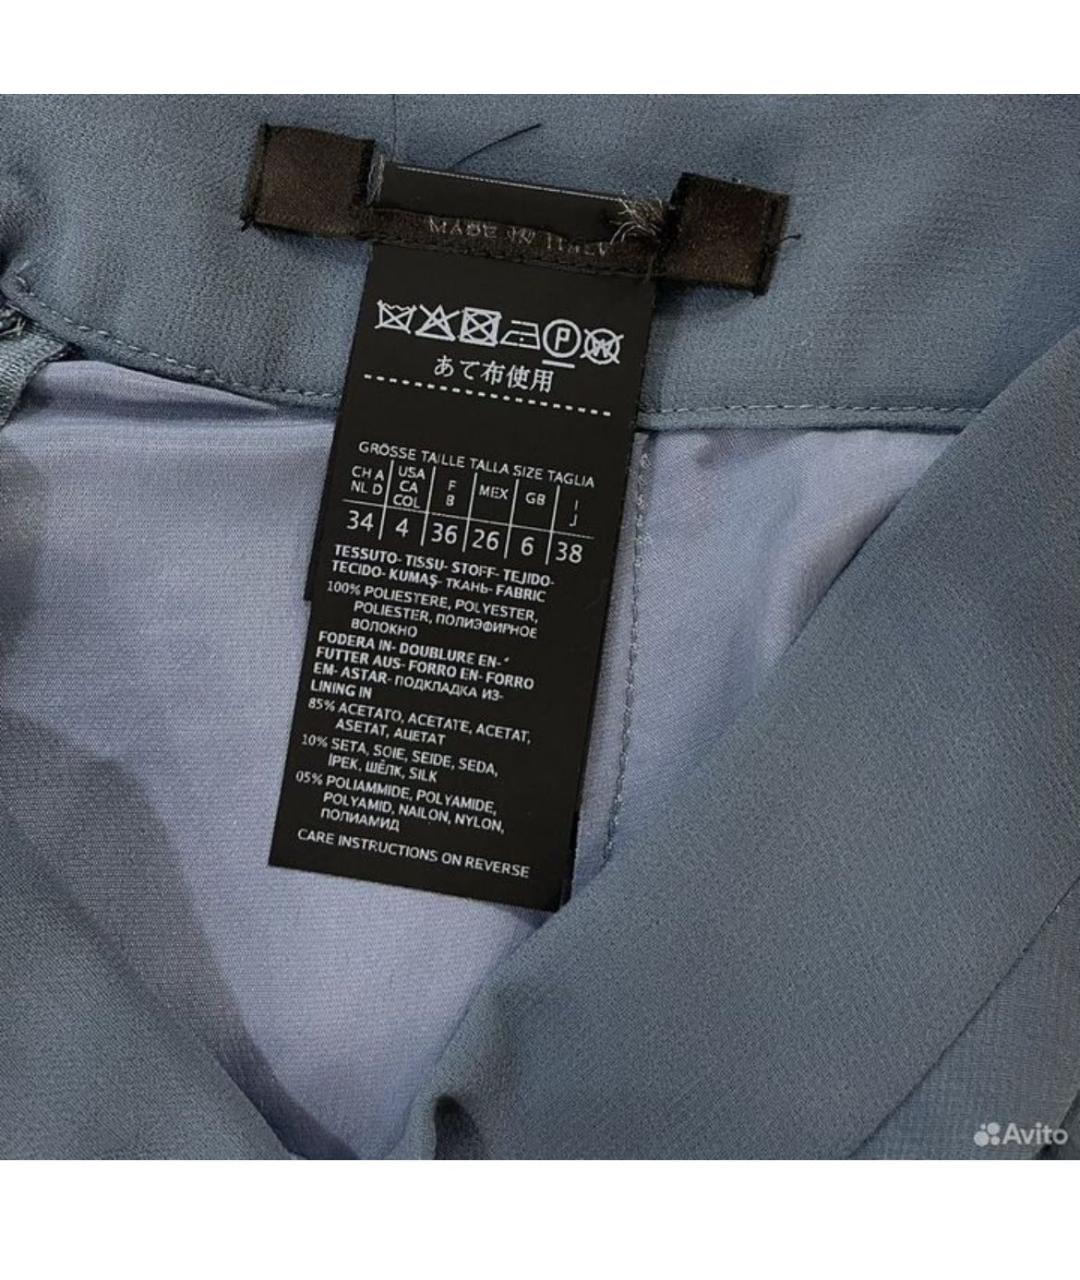 MADE IN ITALY
P W
あて布使用
GRÖSSE TAILLE TALLA SIZE TAGLIA
CH A NL D USA CA COL F B MEX GB I J
34 4 36 26 6 38
TESSUTO- TISSU- STOFF- TEJIDO-
TECIDO- KUMAŞ- ТКАНЬ- FABRIC
100% POLIESTERE, POLYESTER,
POLIESTER, ПОЛИЭФИРНОЕ
ВОЛОКНО
FODERA IN- DOUBLURE EN-
FUTTER AUS- FORRO EN- FORRO
EM- ASTAR- ПОДКЛАДКА ИЗ-
LINING IN
85% ACETATO, ACETATE, ACETAT,
ASETAT, АЦЕТАТ
10% SETA, SOIE, SEIDE, SEDA,
İPEK, ШЁЛК, SILK
05% POLIAMMIDE, POLYAMIDE,
POLYAMID, NAILON, NYLON,
ПОЛИАМИД
CARE INSTRUCTIONS ON REVERSE
Avito